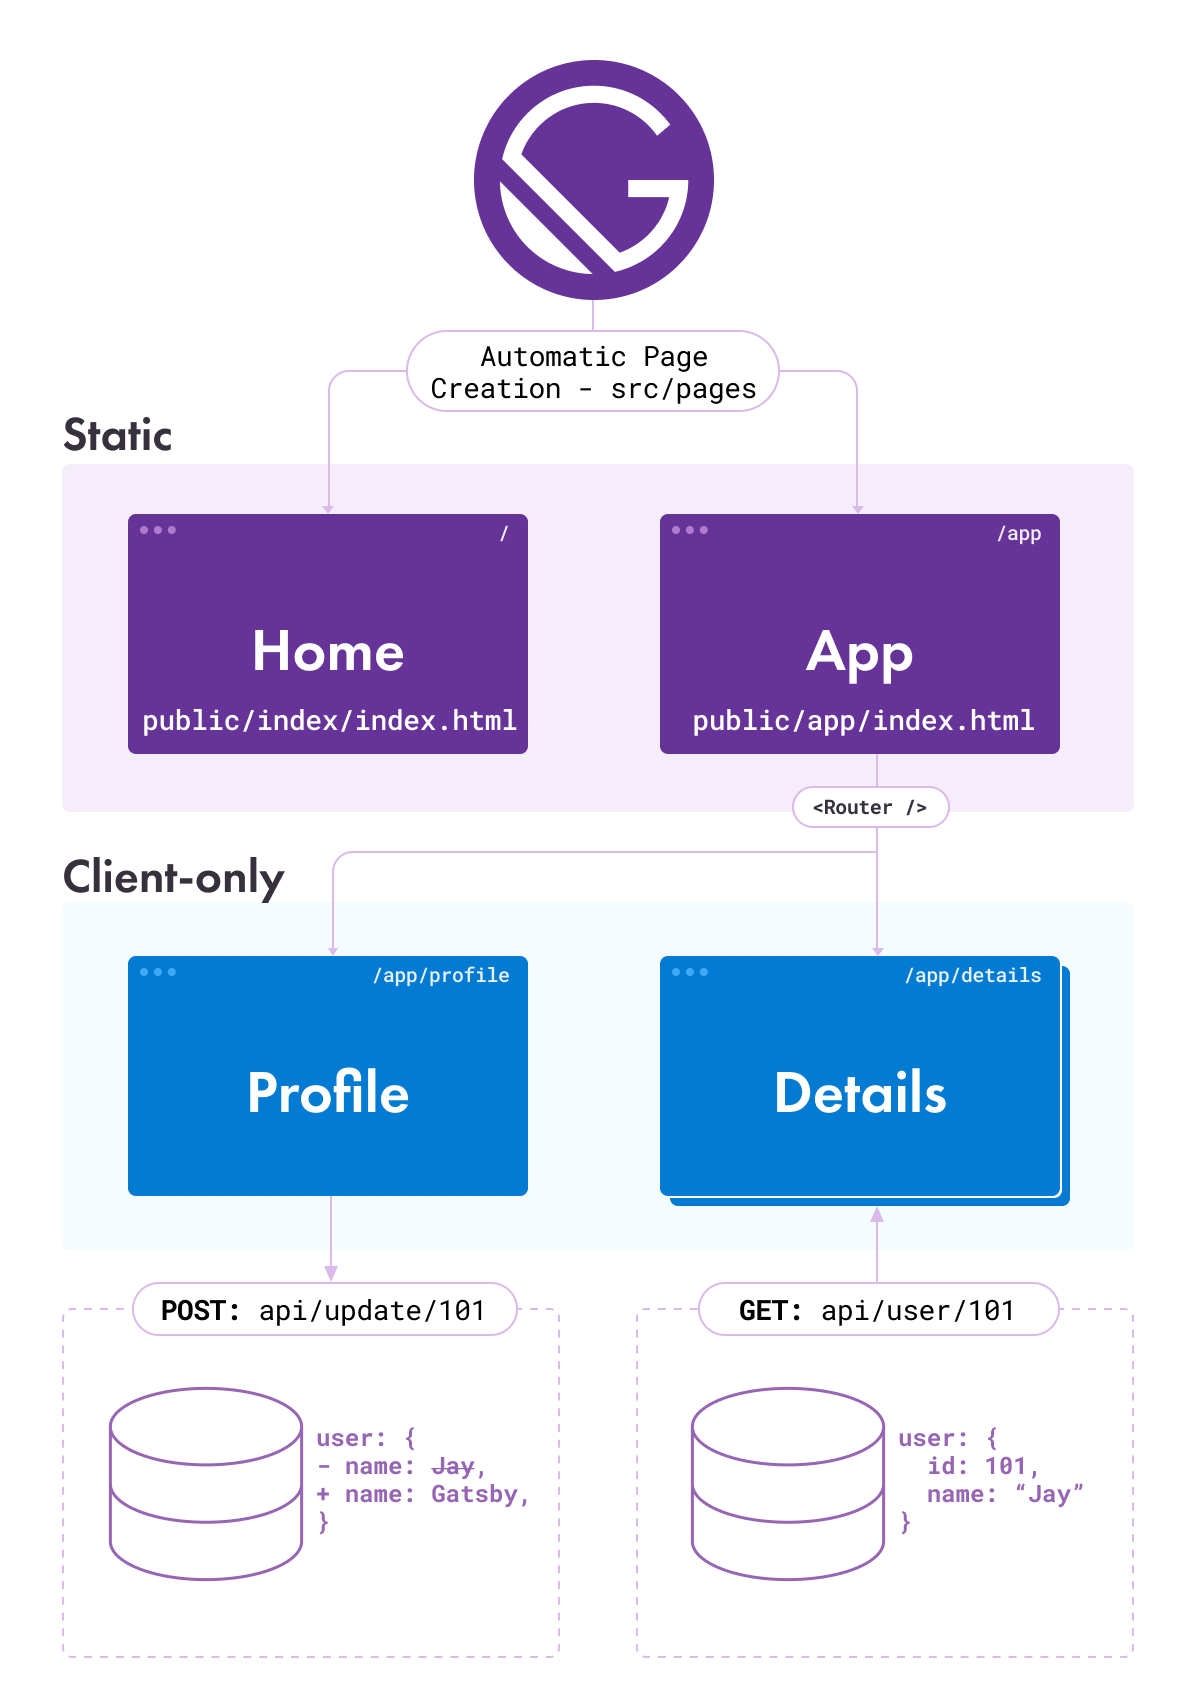 Automatic Page
Creation - src/pages
Static
/
Home
public/index/index.html
/app
App
public/app/index.html
<Router />
Client-only
/app/profile
Profile
/app/details
Details
POST: api/update/101
user: {
- name: Jay,
+ name: Gatsby,
}
GET: api/user/101
user: {
id: 101,
name: “Jay”
}